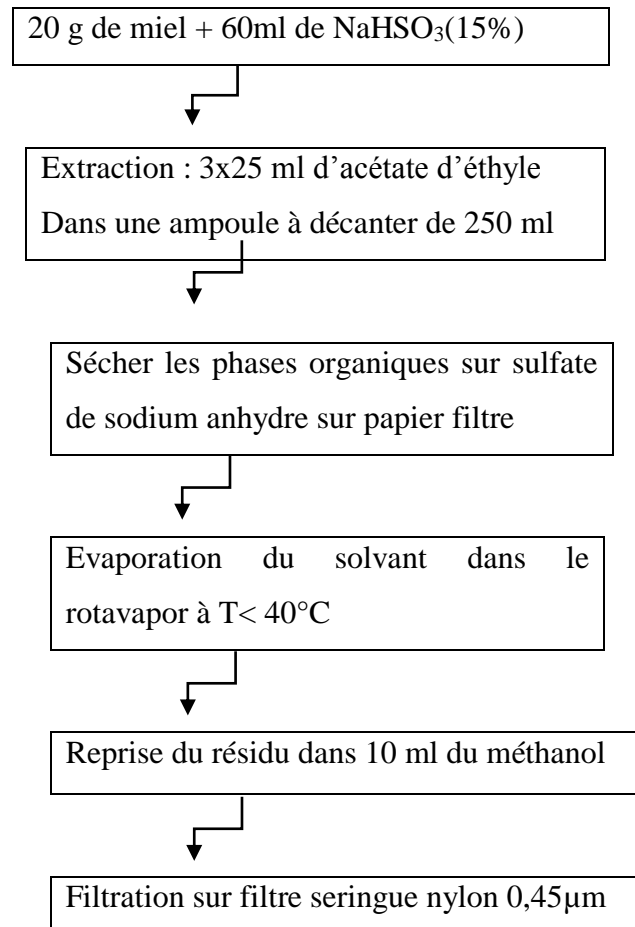 20 g de miel + 60ml de NaHSO₃(15%)
Extraction : 3x25 ml d’acétate d’éthyle
Dans une ampoule à décanter de 250 ml
Sécher les phases organiques sur sulfate
de sodium anhydre sur papier filtre
Evaporation du solvant dans le
rotavapor à T< 40°C
Reprise du résidu dans 10 ml du méthanol
Filtration sur filtre seringue nylon 0,45µm